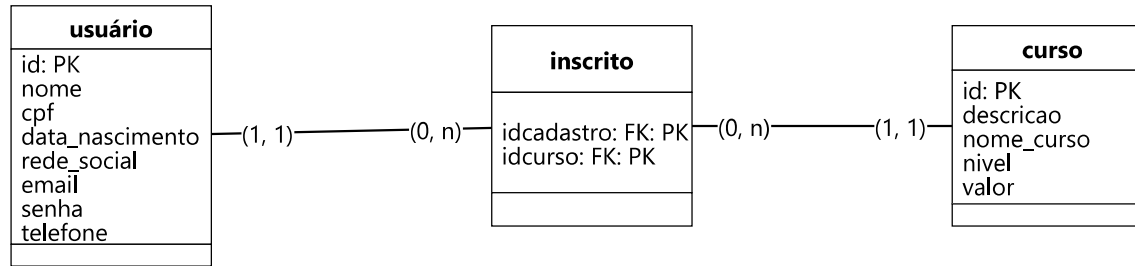 usuário
id: PK
nome
cpf
data_nascimento
rede_social
email
senha
telefone
(1, 1)
(0, n)
inscrito
idcadastro: FK: PK
idcurso: FK: PK
(0, n)
(1, 1)
curso
id: PK
descricao
nome_curso
nivel
valor